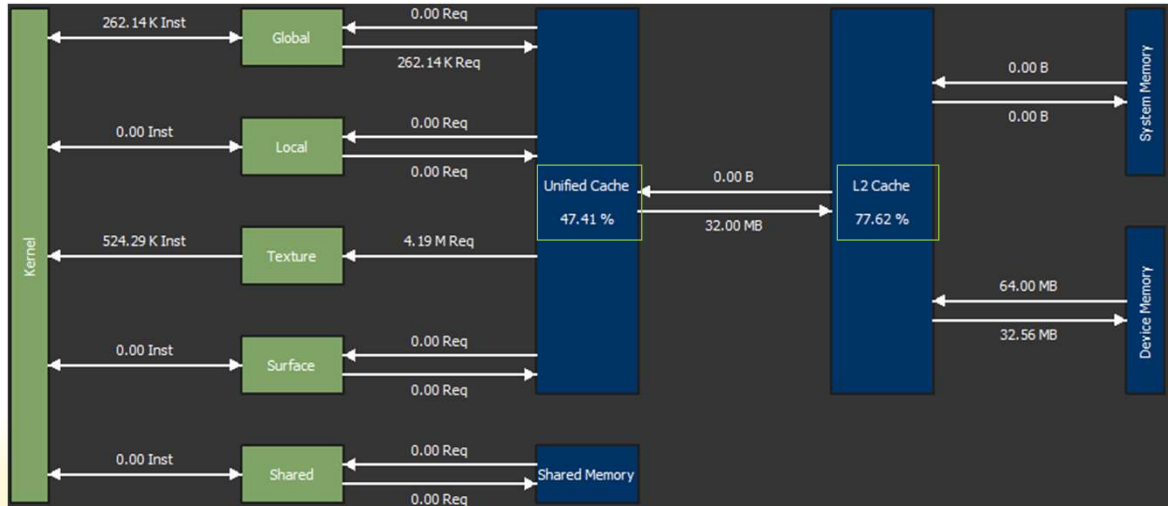 Kernel
262.14 K Inst
Global
0.00 Req
262.14 K Req
0.00 Inst
Local
0.00 Req
0.00 Req
524.29 K Inst
Texture
4.19 M Req
0.00 Inst
Surface
0.00 Req
0.00 Req
0.00 Inst
Shared
0.00 Req
0.00 Req
Unified Cache
47.41 %
Shared Memory
0.00 B
32.00 MB
L2 Cache
77.62 %
0.00 B
0.00 B
System Memory
64.00 MB
32.56 MB
Device Memory